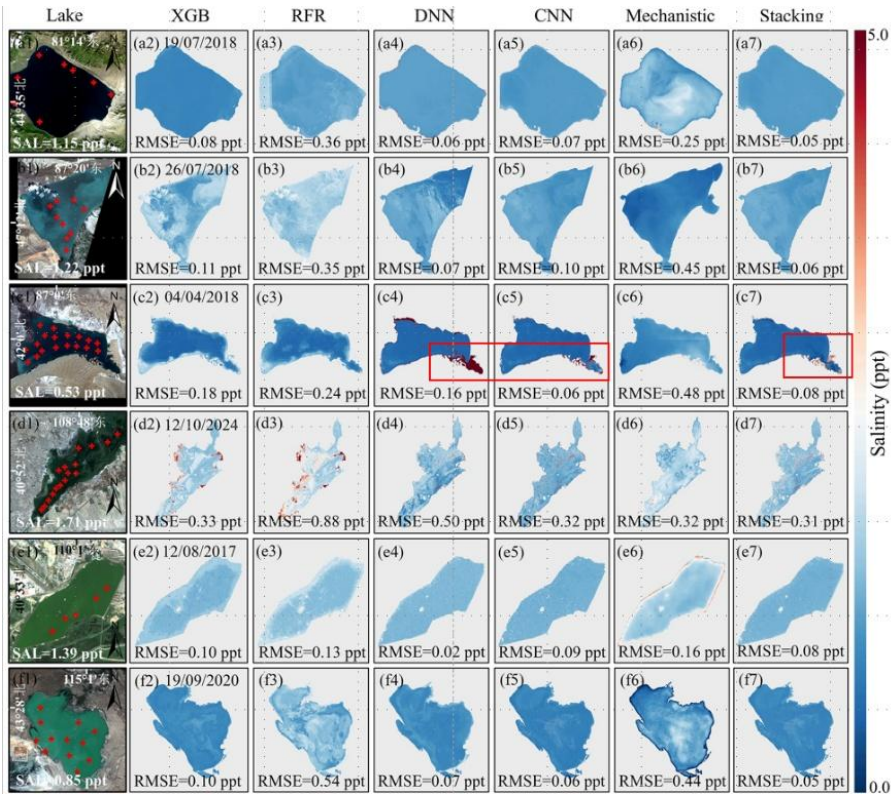 Lake XGB RFR DNN CNN Mechanistic Stacking
81°14′东 (a2) 19/07/2018 (a3) (a4) (a5) (a6) (a7) 5.0
SAL=1.15 ppt RMSE=0.08 ppt RMSE=0.36 ppt RMSE=0.06 ppt RMSE=0.07 ppt RMSE=0.25 ppt RMSE=0.05 ppt
87°20′东 N (b2) 26/07/2018 (b3) (b4) (b5) (b6) (b7)
SAL=1.22 ppt RMSE=0.11 ppt RMSE=0.35 ppt RMSE=0.07 ppt RMSE=0.10 ppt RMSE=0.45 ppt RMSE=0.06 ppt
(c1) N (c2) 04/04/2018 (c3) (c4) (c5) (c6) (c7)
SAL=0.53 ppt RMSE=0.18 ppt RMSE=0.24 ppt RMSE=0.16 ppt RMSE=0.06 ppt RMSE=0.48 ppt RMSE=0.08 ppt
Salinity (ppt)
(d1) 108°48′东 (d2) 12/10/2024 (d3) (d4) (d5) (d6) (d7)
40°52′北
SAL=1.71 ppt RMSE=0.33 ppt RMSE=0.88 ppt RMSE=0.50 ppt RMSE=0.32 ppt RMSE=0.32 ppt RMSE=0.31 ppt
(e1) 110°1′东 (e2) 12/08/2017 (e3) (e4) (e5) (e6) (e7)
40°33′北
SAL=1.39 ppt RMSE=0.10 ppt RMSE=0.13 ppt RMSE=0.02 ppt RMSE=0.09 ppt RMSE=0.16 ppt RMSE=0.08 ppt
(f1) 115°1′东 (f2) 19/09/2020 (f3) (f4) (f5) (f6) (f7)
43°28′北
SAL=0.85 ppt RMSE=0.10 ppt RMSE=0.54 ppt RMSE=0.07 ppt RMSE=0.06 ppt RMSE=0.44 ppt RMSE=0.05 ppt 0.0